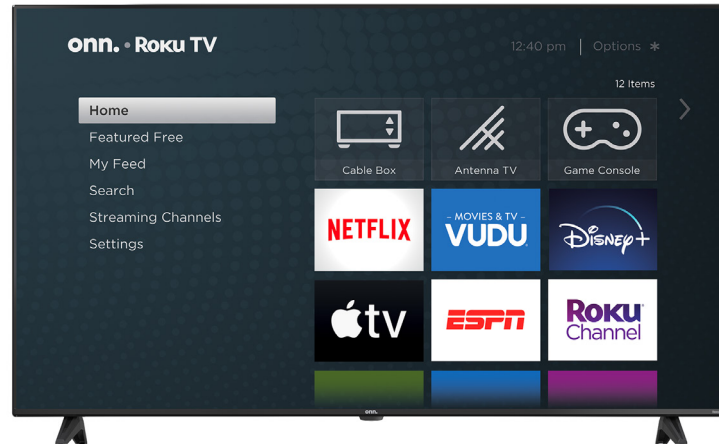 onn. • Roku TV
12:40 pm | Options *
12 Items
Home
Featured Free
My Feed
Search
Streaming Channels
Settings
Cable Box
Antenna TV
Game Console
NETFLIX
– MOVIES & TV –
VUDU
Disney+
tv
ESPN
Roku
Channel
onn.